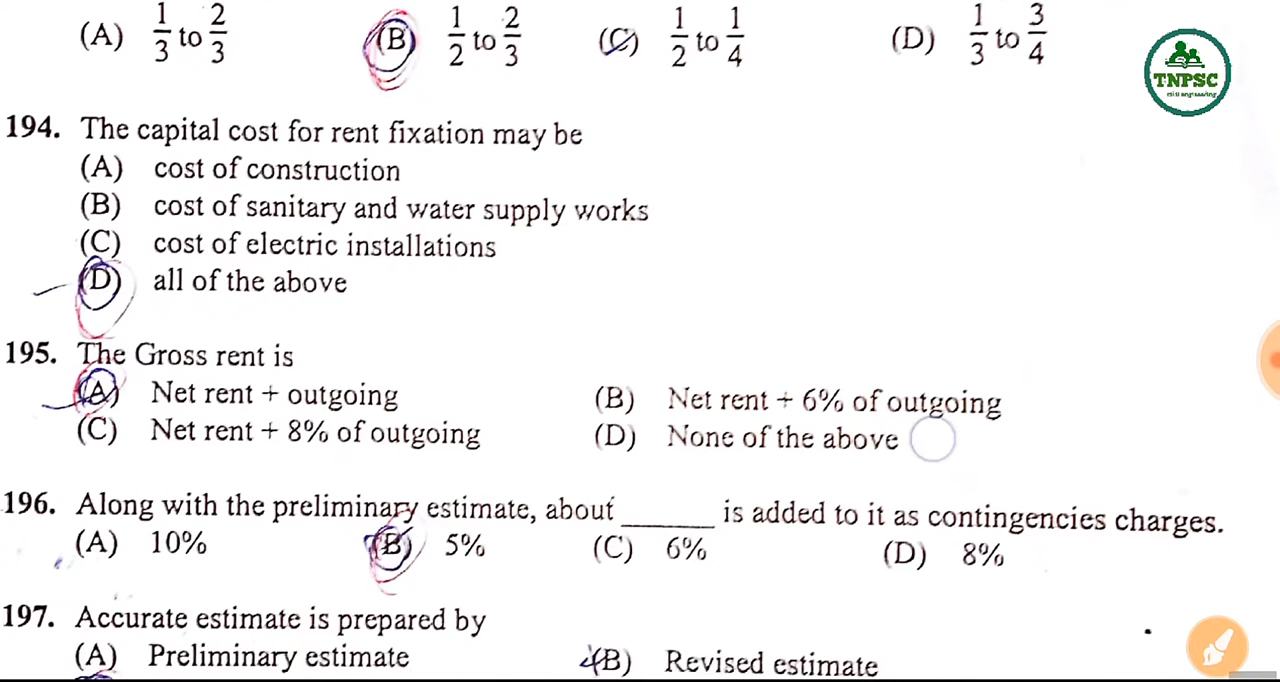 (A) 1/3 to 2/3 (B) 1/2 to 2/3 (C) 1/2 to 1/4 (D) 1/3 to 3/4
TNPSC
194. The capital cost for rent fixation may be
(A) cost of construction
(B) cost of sanitary and water supply works
(C) cost of electric installations
(D) all of the above
195. The Gross rent is
(A) Net rent + outgoing (B) Net rent + 6% of outgoing
(C) Net rent + 8% of outgoing (D) None of the above
196. Along with the preliminary estimate, about ______ is added to it as contingencies charges.
(A) 10% (B) 5% (C) 6% (D) 8%
197. Accurate estimate is prepared by
(A) Preliminary estimate (B) Revised estimate